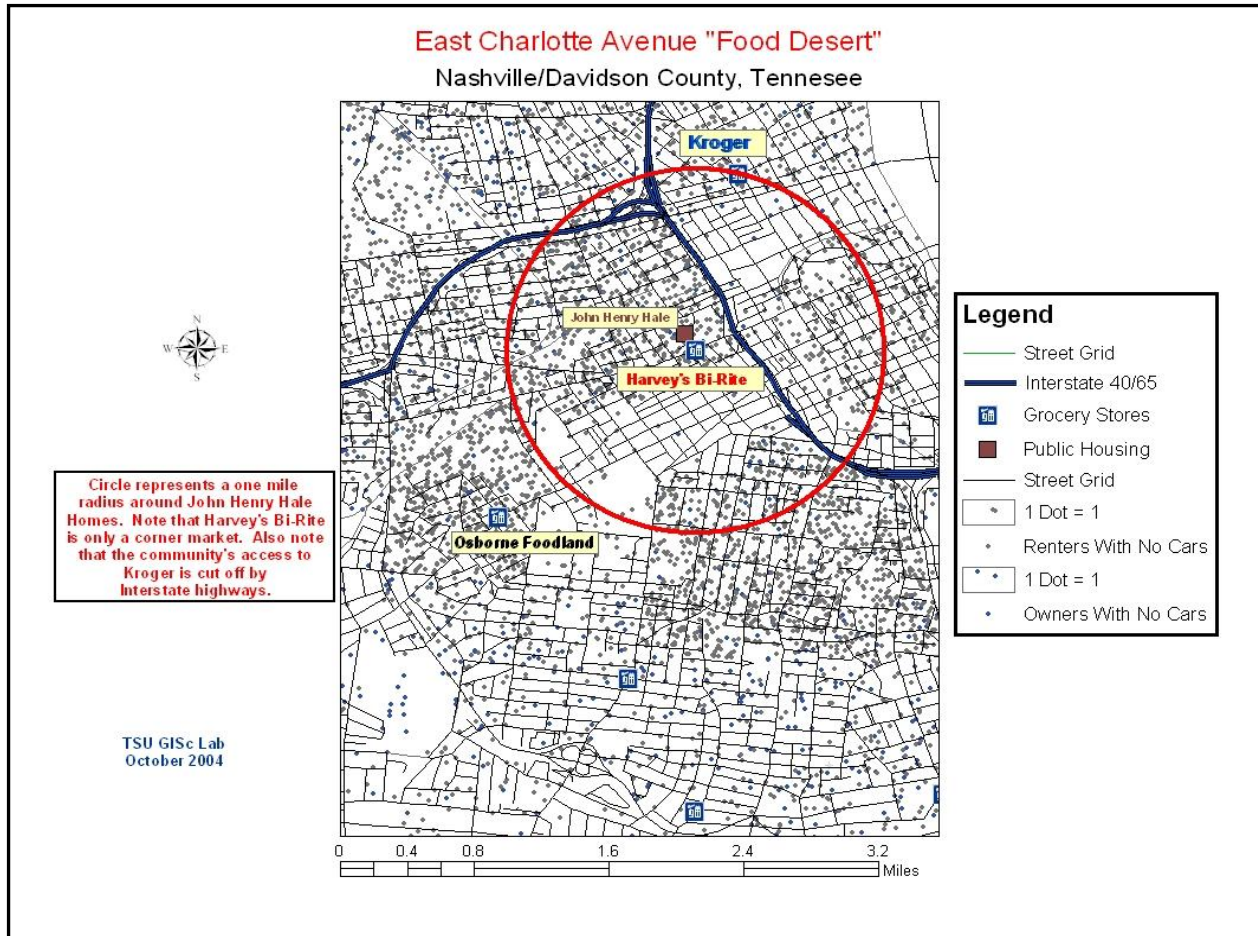 East Charlotte Avenue "Food Desert"
Nashville/Davidson County, Tennesee
Kroger
John Henry Hale
Harvey's Bi-Rite
Osborne Foodland
N
W E
S
Circle represents a one mile
radius around John Henry Hale
Homes. Note that Harvey's Bi-Rite
is only a corner market. Also note
that the community's access to
Kroger is cut off by
Interstate highways.
TSU GISc Lab
October 2004
Legend
Street Grid
Interstate 40/65
Grocery Stores
Public Housing
Street Grid
1 Dot = 1
Renters With No Cars
1 Dot = 1
Owners With No Cars
0 0.4 0.8 1.6 2.4 3.2
Miles